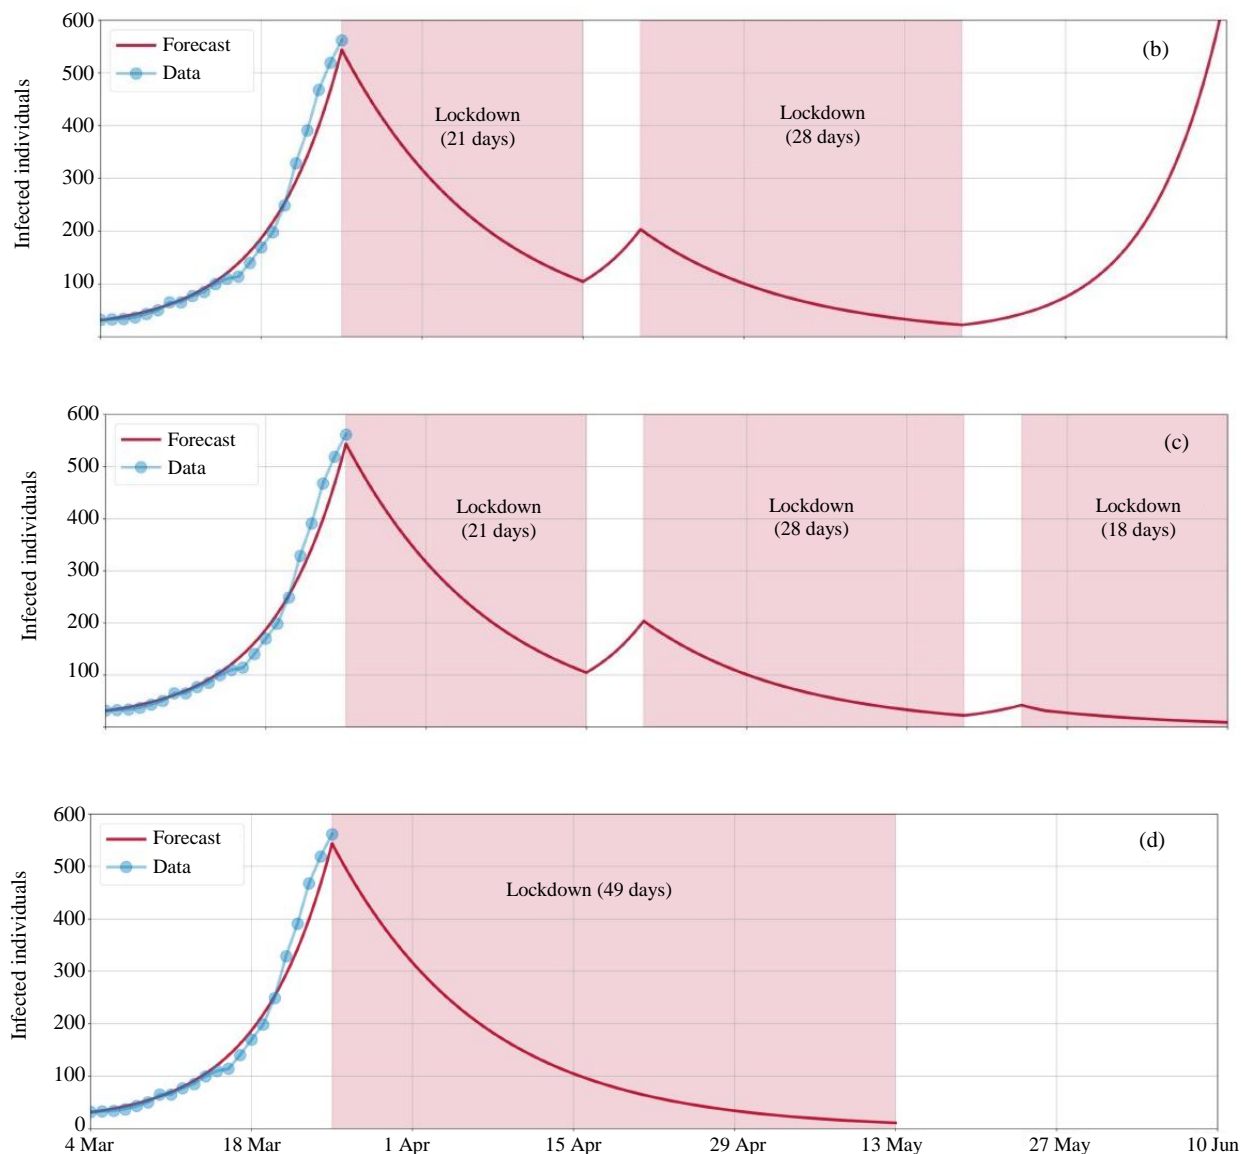 600
500
400
300
200
100
Infected individuals
Forecast
Data
Lockdown
(21 days)
Lockdown
(28 days)
(b)
600
500
400
300
200
100
Infected individuals
Forecast
Data
Lockdown
(21 days)
Lockdown
(28 days)
Lockdown
(18 days)
(c)
600
500
400
300
200
100
0
Infected individuals
Forecast
Data
Lockdown (49 days)
(d)
4 Mar 18 Mar 1 Apr 15 Apr 29 Apr 13 May 27 May 10 Jun